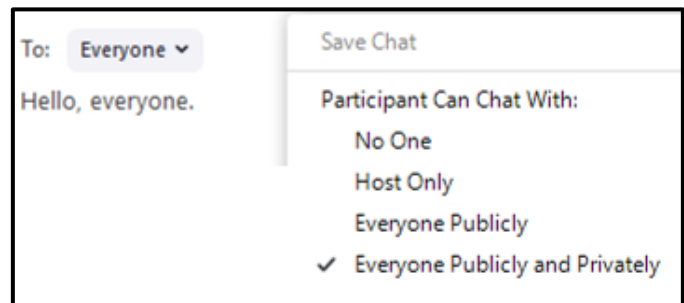 To: Everyone
Hello, everyone.
Save Chat
Participant Can Chat With:
No One
Host Only
Everyone Publicly
Everyone Publicly and Privately